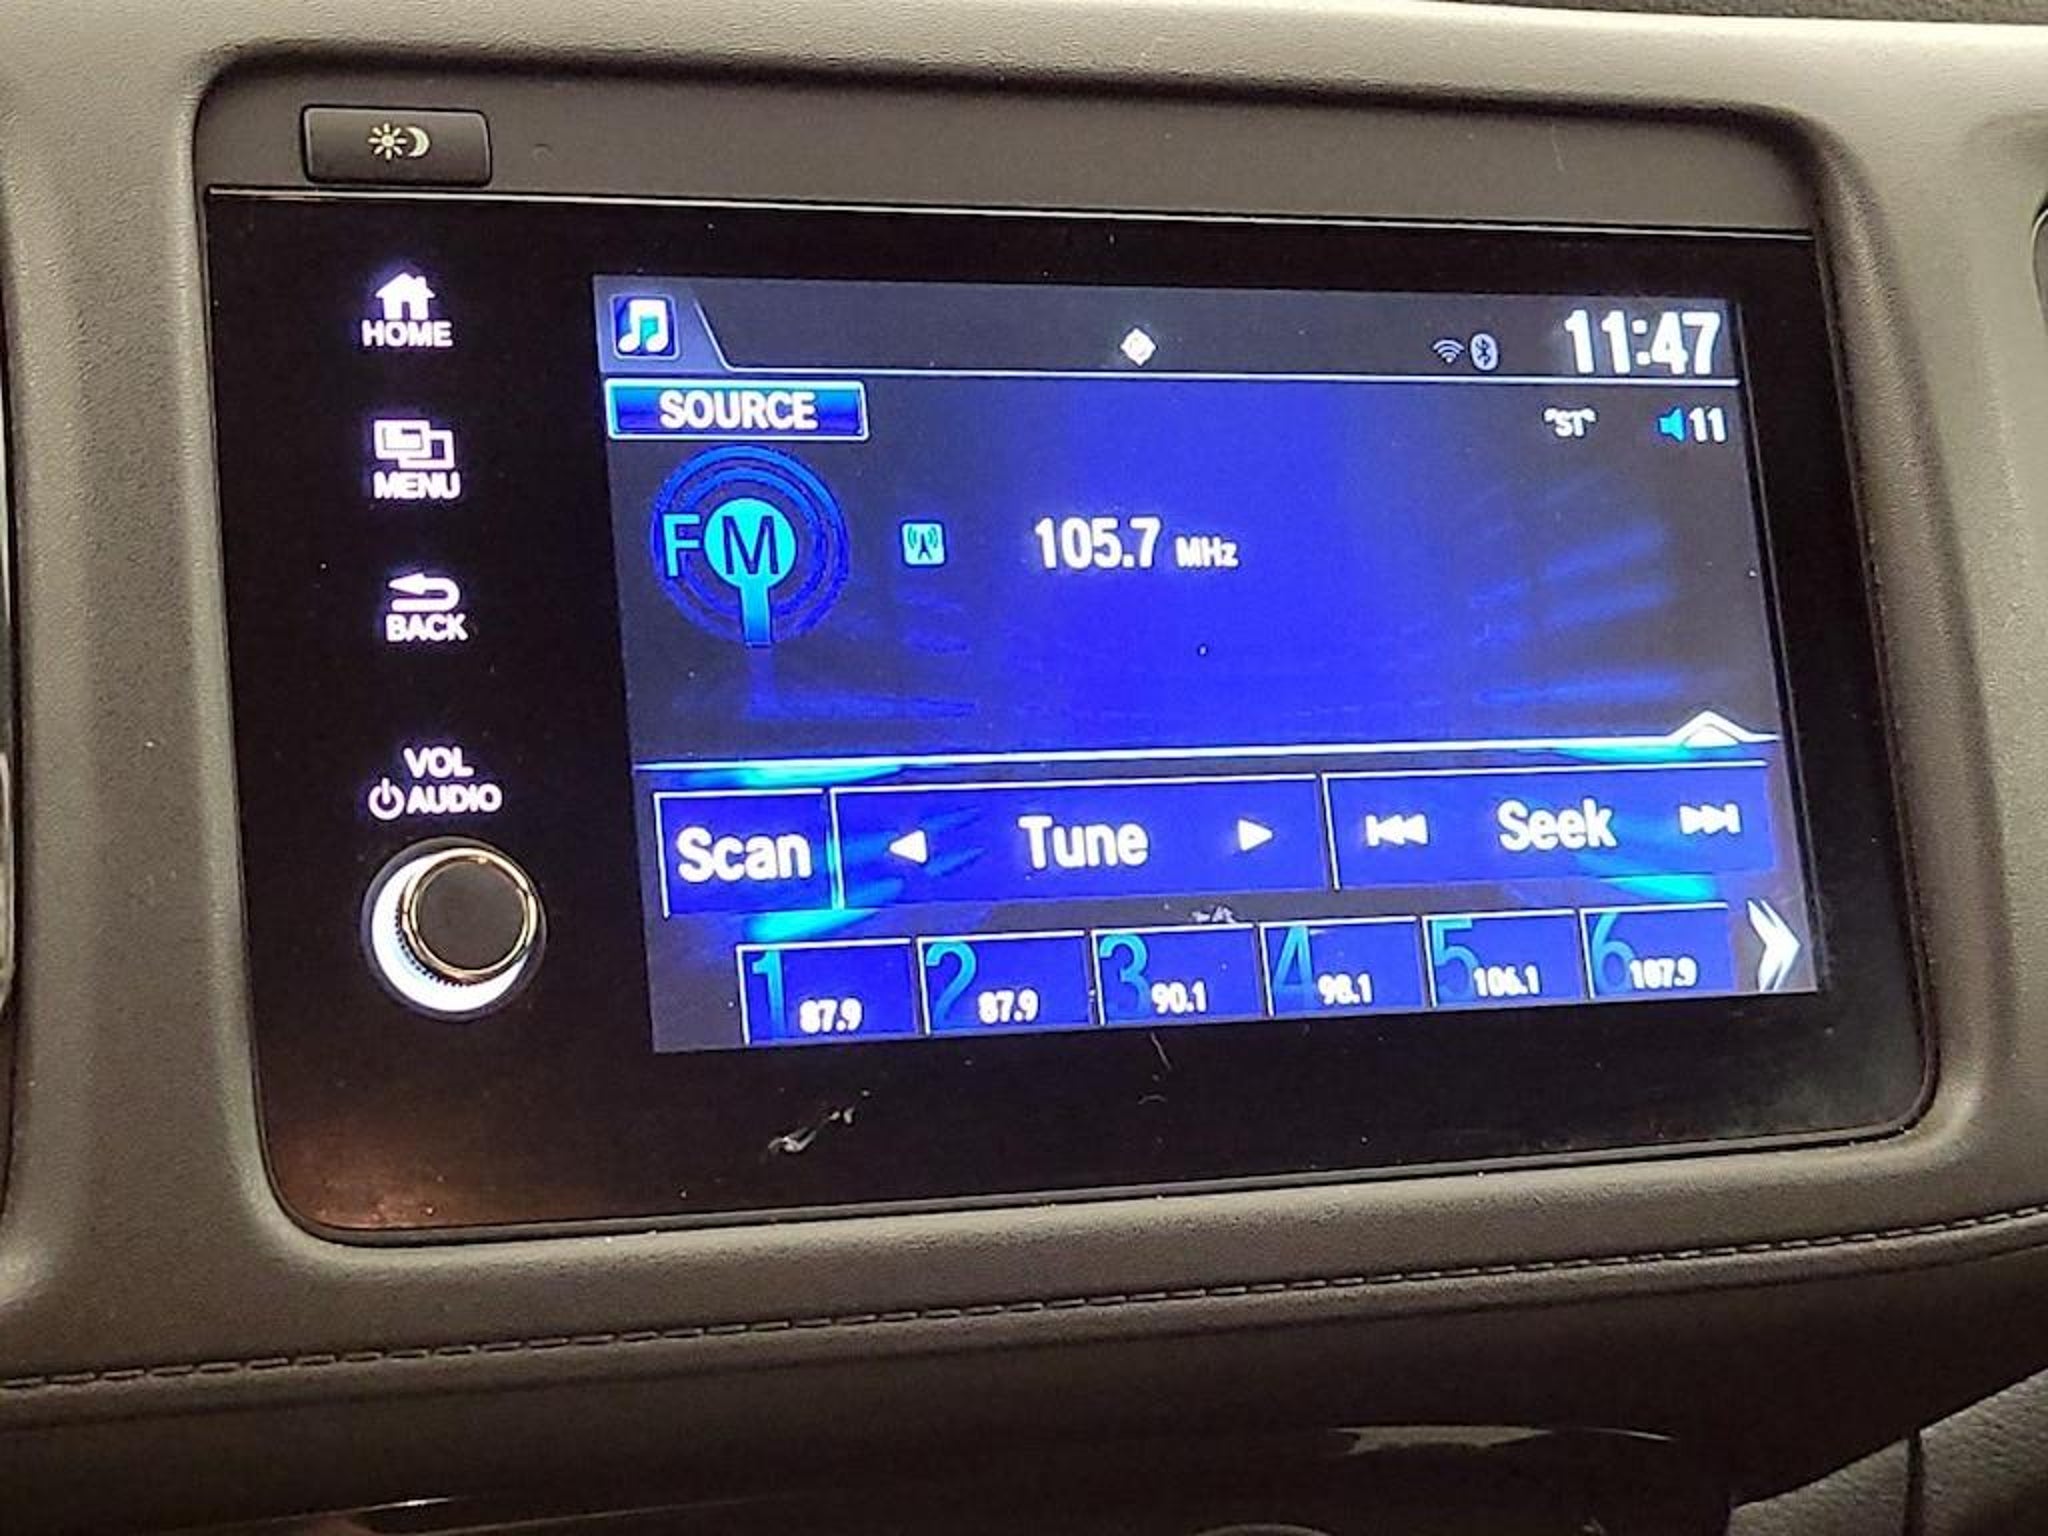 HOME
MENU
BACK
VOL
AUDIO
11:47
SOURCE
"ST" 11
FM
105.7 MHz
Scan Tune Seek
1 87.9
2 87.9
3 90.1
4 98.1
5 106.1
6 107.9